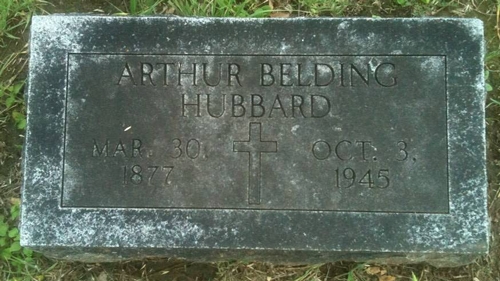 ARTHUR BELDING
HUBBARD
MAR. 30. OCT. 3.
1877 1945